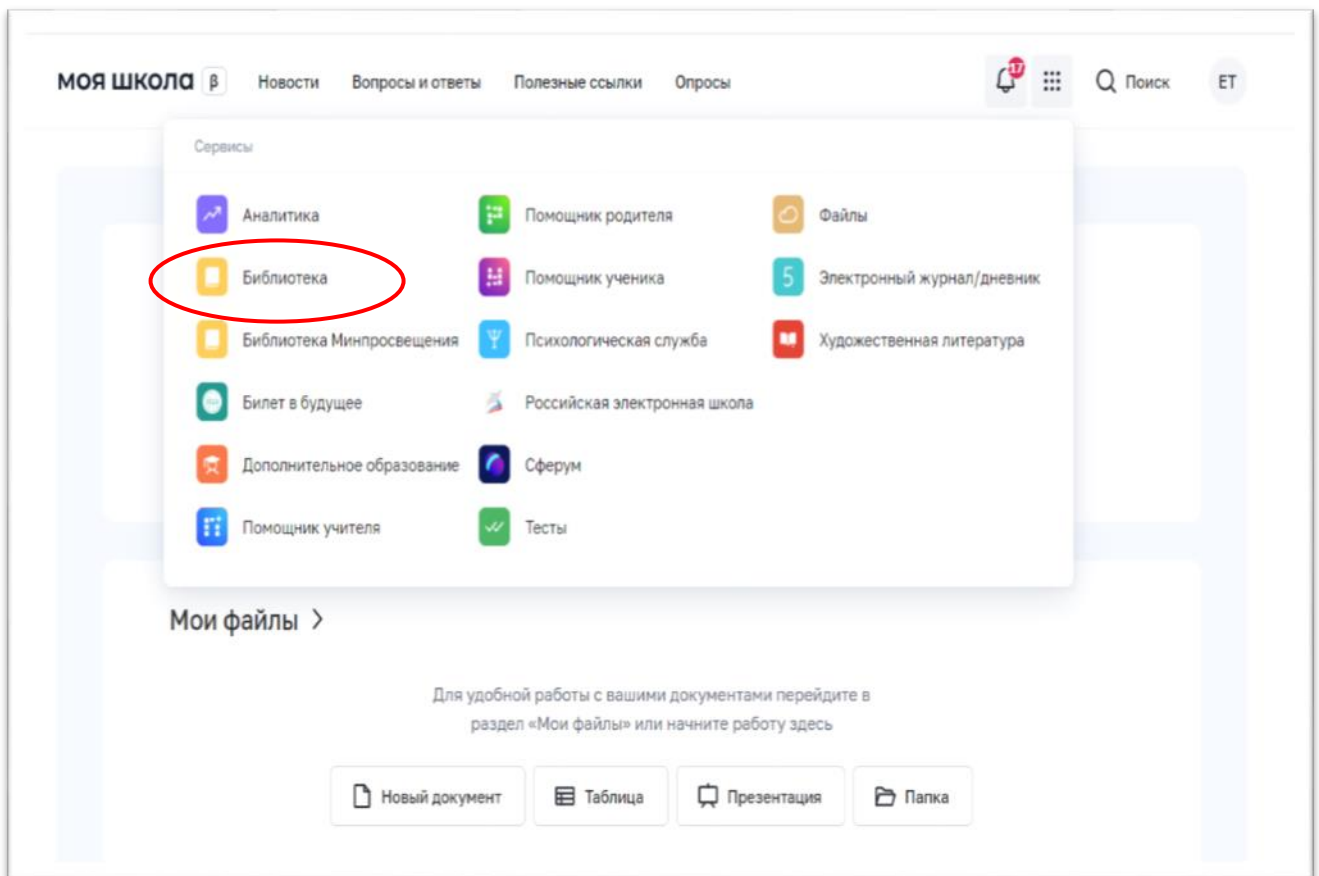 моя школа β Новости Вопросы и ответы Полезные ссылки Опросы 17 Поиск ЕТ
Сервисы
Аналитика Помощник родителя Файлы
Библиотека Помощник ученика 5 Электронный журнал/дневник
Библиотека Минпросвещения Психологическая служба Художественная литература
Билет в будущее Российская электронная школа
Дополнительное образование Сферум
Помощник учителя Тесты
Мои файлы >
Для удобной работы с вашими документами перейдите в
раздел «Мои файлы» или начните работу здесь
Новый документ Таблица Презентация Папка